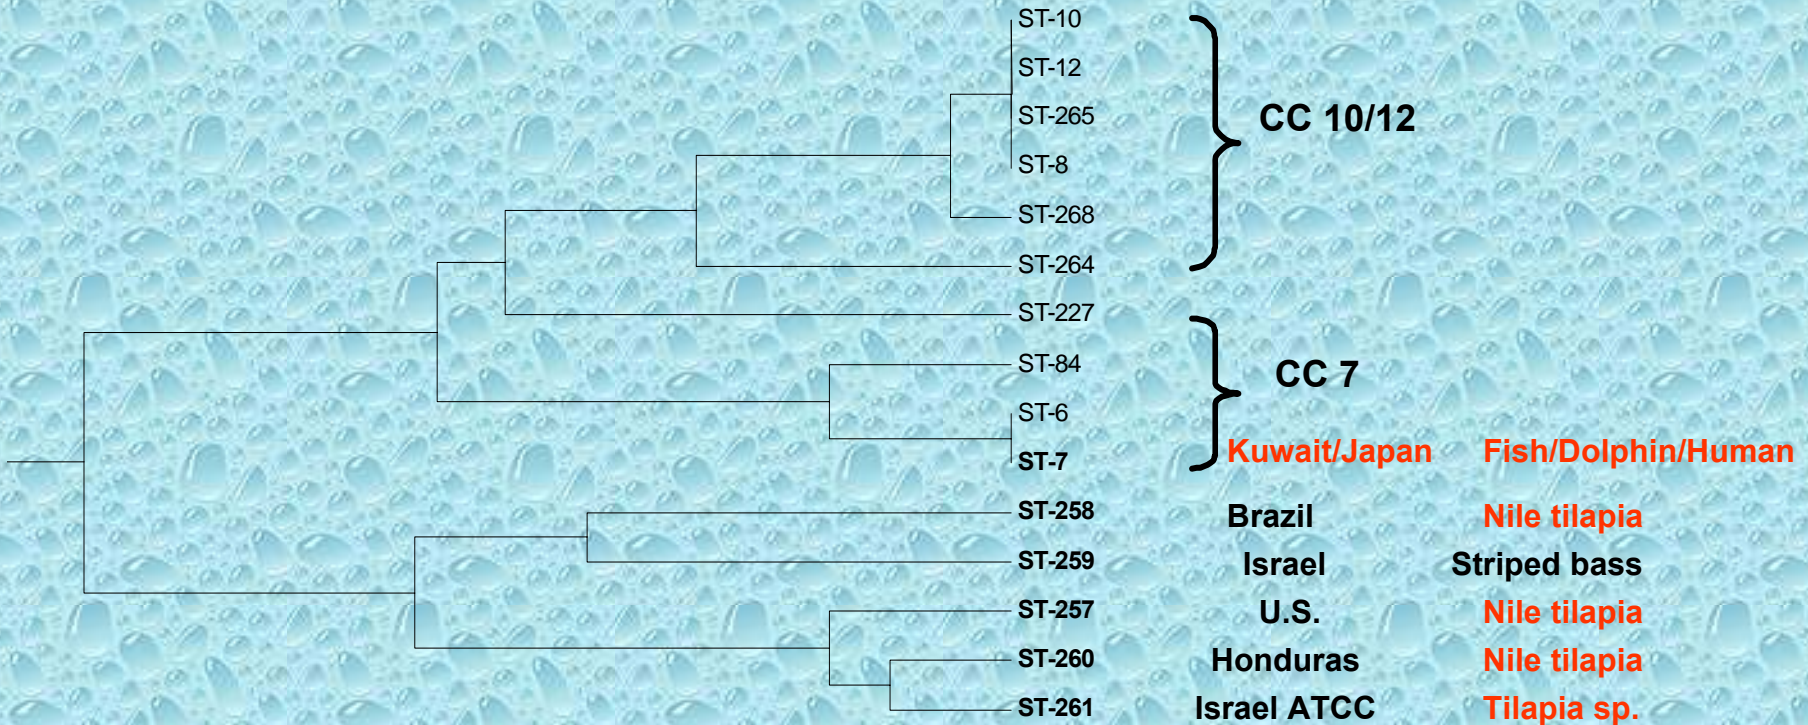 ST-10
ST-12
ST-265
CC 10/12
ST-8
ST-268
ST-264
ST-227
ST-84
CC 7
ST-6
ST-7 Kuwait/Japan Fish/Dolphin/Human
ST-258 Brazil Nile tilapia
ST-259 Israel Striped bass
ST-257 U.S. Nile tilapia
ST-260 Honduras Nile tilapia
ST-261 Israel ATCC Tilapia sp.